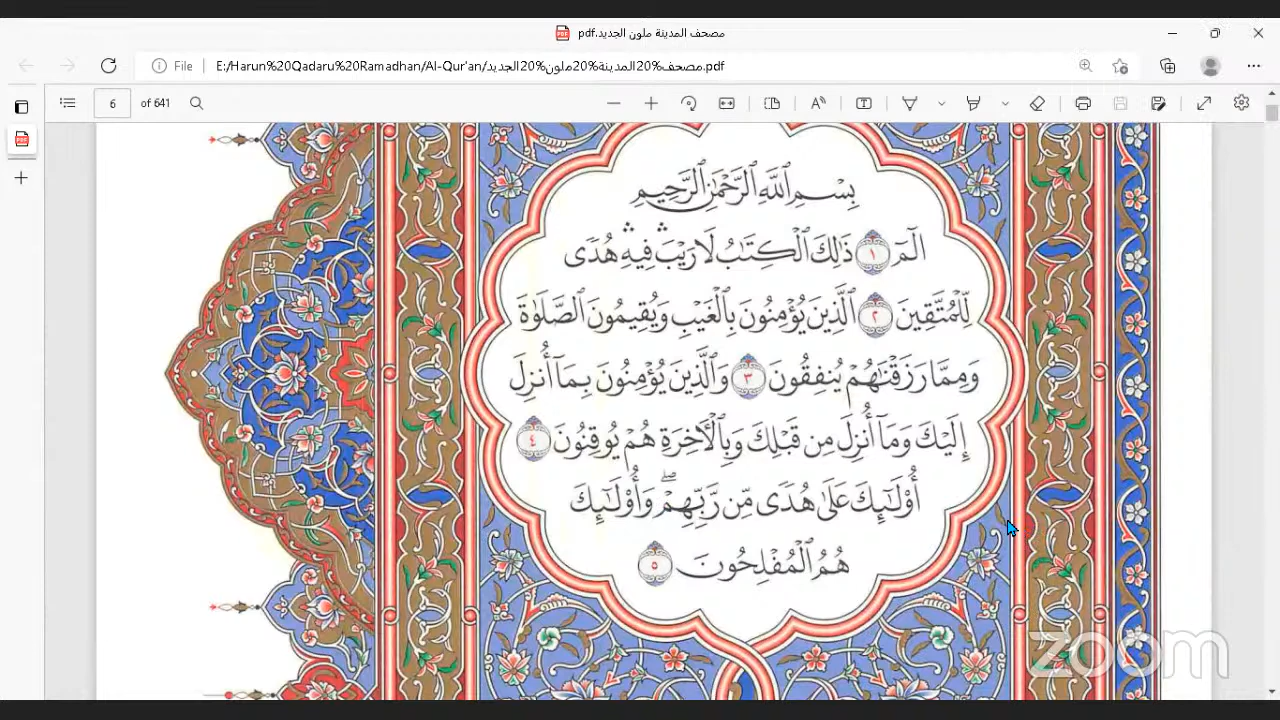 مصحف المدينة ملون الجديد.pdf
File
E:/Harun%20Qadaru%20Ramadhan/Al-Qur'an/مصحف%20المدينة%20ملون%20الجديد.pdf
6 of 641
بِسْمِ ٱللَّهِ ٱلرَّحْمَٰنِ ٱلرَّحِيمِ
الٓمٓ ١ ذَٰلِكَ ٱلْكِتَٰبُ لَا رَيْبَۛ فِيهِۛ هُدًى
لِّلْمُتَّقِينَ ٢ ٱلَّذِينَ يُؤْمِنُونَ بِٱلْغَيْبِ وَيُقِيمُونَ ٱلصَّلَوٰةَ
وَمِمَّا رَزَقْنَٰهُمْ يُنفِقُونَ ٣ وَٱلَّذِينَ يُؤْمِنُونَ بِمَآ أُنزِلَ
إِلَيْكَ وَمَآ أُنزِلَ مِن قَبْلِكَ وَبِٱلْأَخِرَةِ هُمْ يُوقِنُونَ ٤
أُو۟لَٰٓئِكَ عَلَىٰ هُدًى مِّن رَّبِّهِمْۖ وَأُو۟لَٰٓئِكَ
هُمُ ٱلْمُفْلِحُونَ ٥
zoom